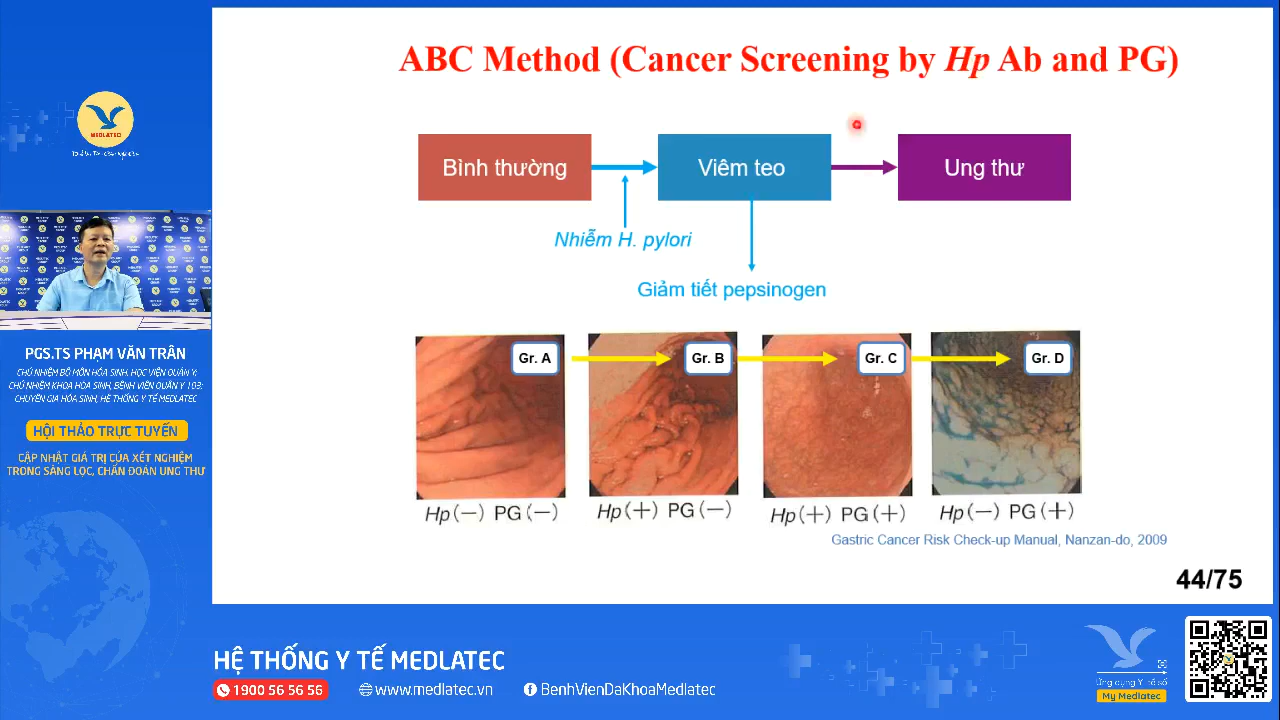 ABC Method (Cancer Screening by Hp Ab and PG)
MEDLATEC
Bình thường
Viêm teo
Ung thư
Nhiễm H. pylori
Giảm tiết pepsinogen
Gr. A
Gr. B
Gr. C
Gr. D
Hp(−) PG(−)
Hp(+) PG(−)
Hp(+) PG(+)
Hp(−) PG(+)
Gastric Cancer Risk Check-up Manual, Nanzan-do, 2009
44/75
PGS.TS PHẠM VĂN TRÂN
CHỦ NHIỆM BỘ MÔN HÓA SINH, HỌC VIỆN QUÂN Y;
CHỦ NHIỆM KHOA HÓA SINH, BỆNH VIỆN QUÂN Y 103;
CHUYÊN GIA HÓA SINH, HỆ THỐNG Y TẾ MEDLATEC
HỘI THẢO TRỰC TUYẾN
CẬP NHẬT GIÁ TRỊ CỦA XÉT NGHIỆM
TRONG SÀNG LỌC, CHẨN ĐOÁN UNG THƯ
HỆ THỐNG Y TẾ MEDLATEC
1900 56 56 56
www.medlatec.vn
BenhVienDaKhoaMedlatec
Ứng dụng Y tế số
My Medlatec